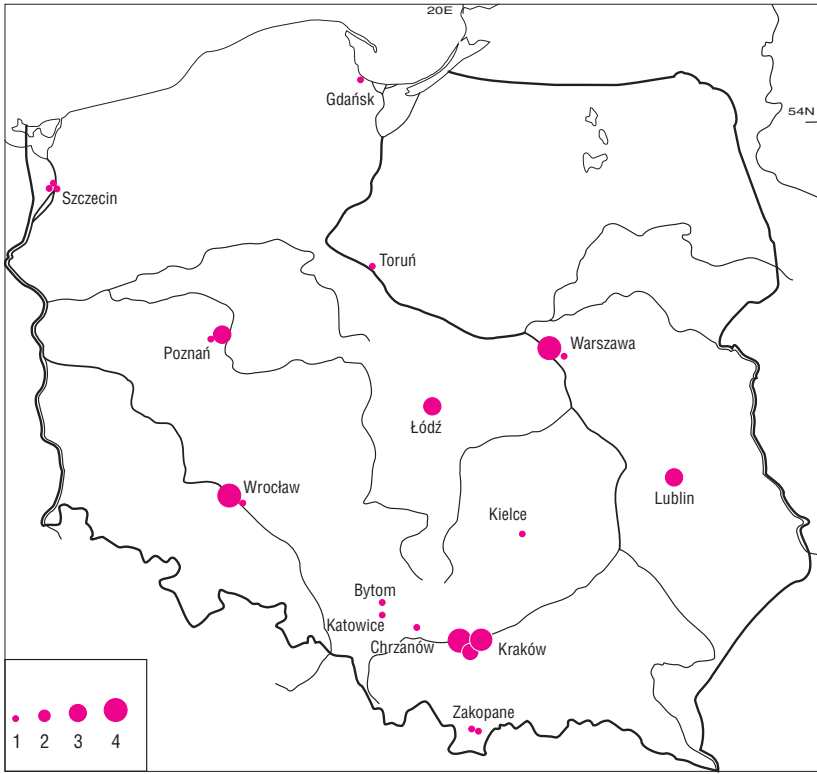 20E
Gdańsk
54N
Szczecin
Toruń
Poznań
Warszawa
Łódź
Wrocław
Lublin
Kielce
Bytom
Katowice
Chrzanów
Kraków
Zakopane
1 2 3 4